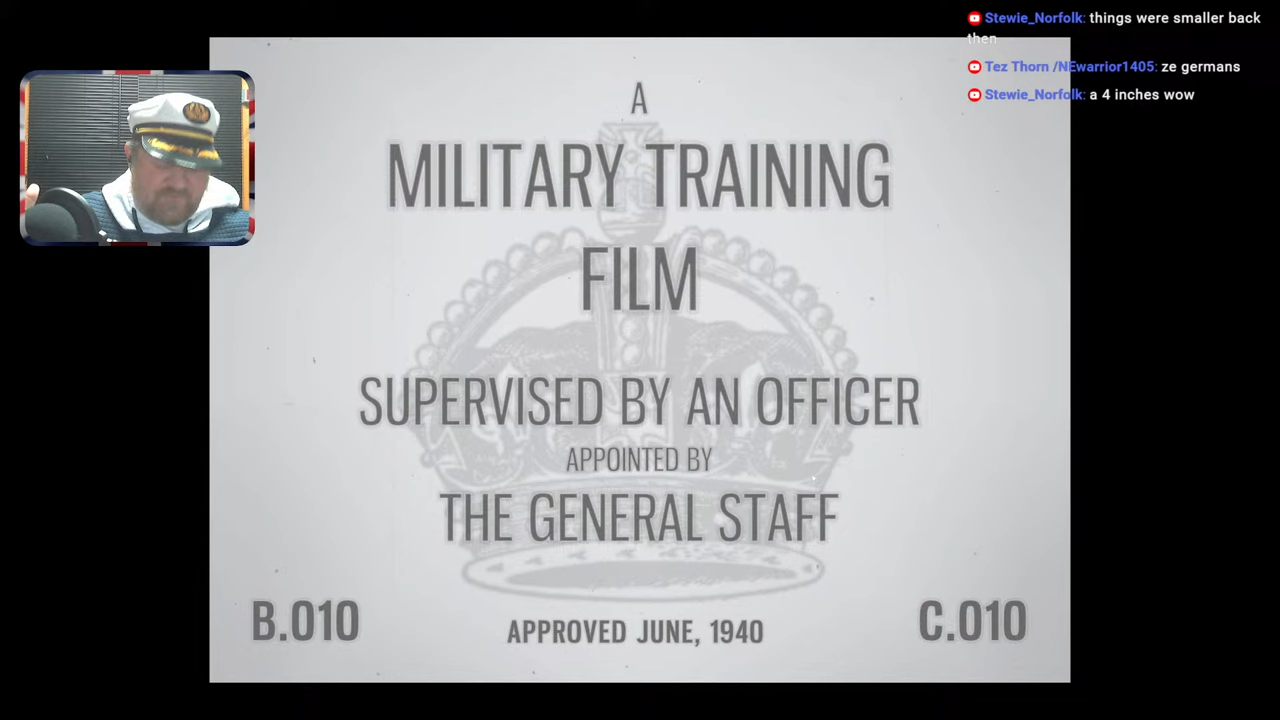 A
MILITARY TRAINING
FILM
SUPERVISED BY AN OFFICER
APPOINTED BY
THE GENERAL STAFF
B.010
APPROVED JUNE, 1940
C.010
Stewie_Norfolk: things were smaller back
then
Tez Thorn /NEwarrior1405: ze germans
Stewie_Norfolk: a 4 inches wow